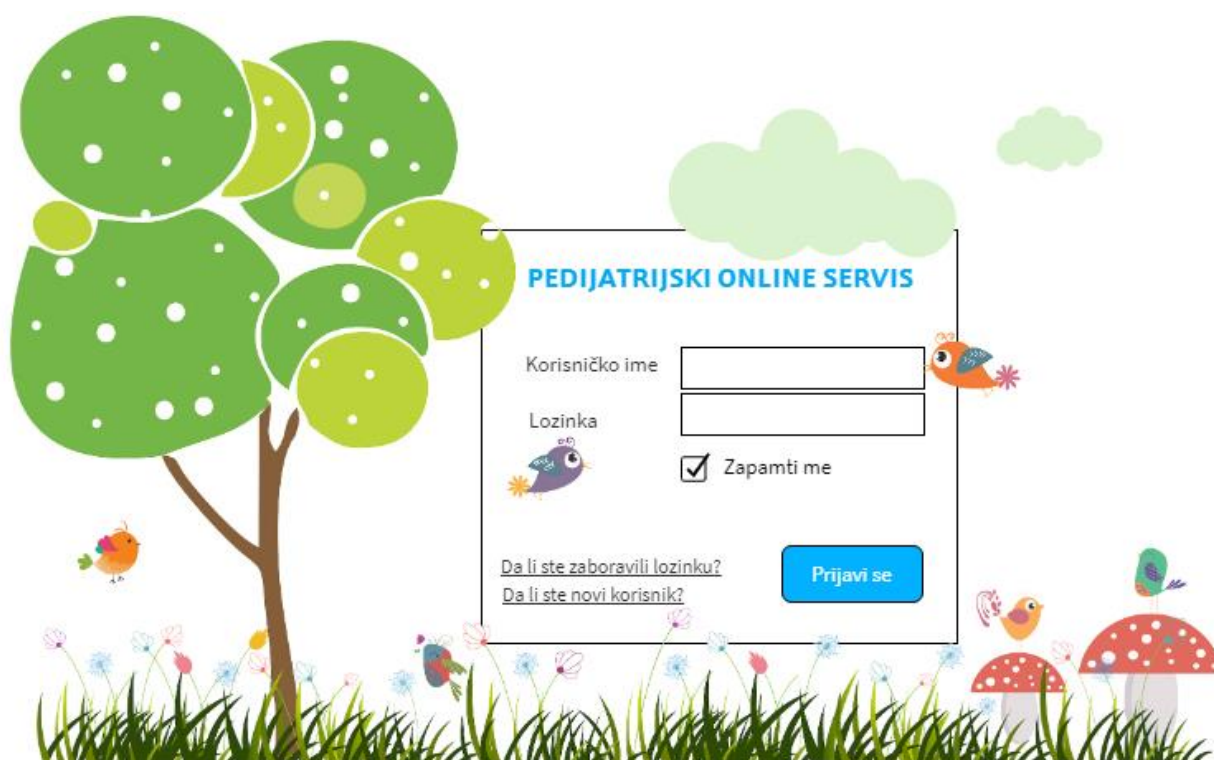 PEDIJATRIJSKI ONLINE SERVIS
Korisničko ime
Lozinka
Zapamti me
Da li ste zaboravili lozinku?
Da li ste novi korisnik?
Prijavi se